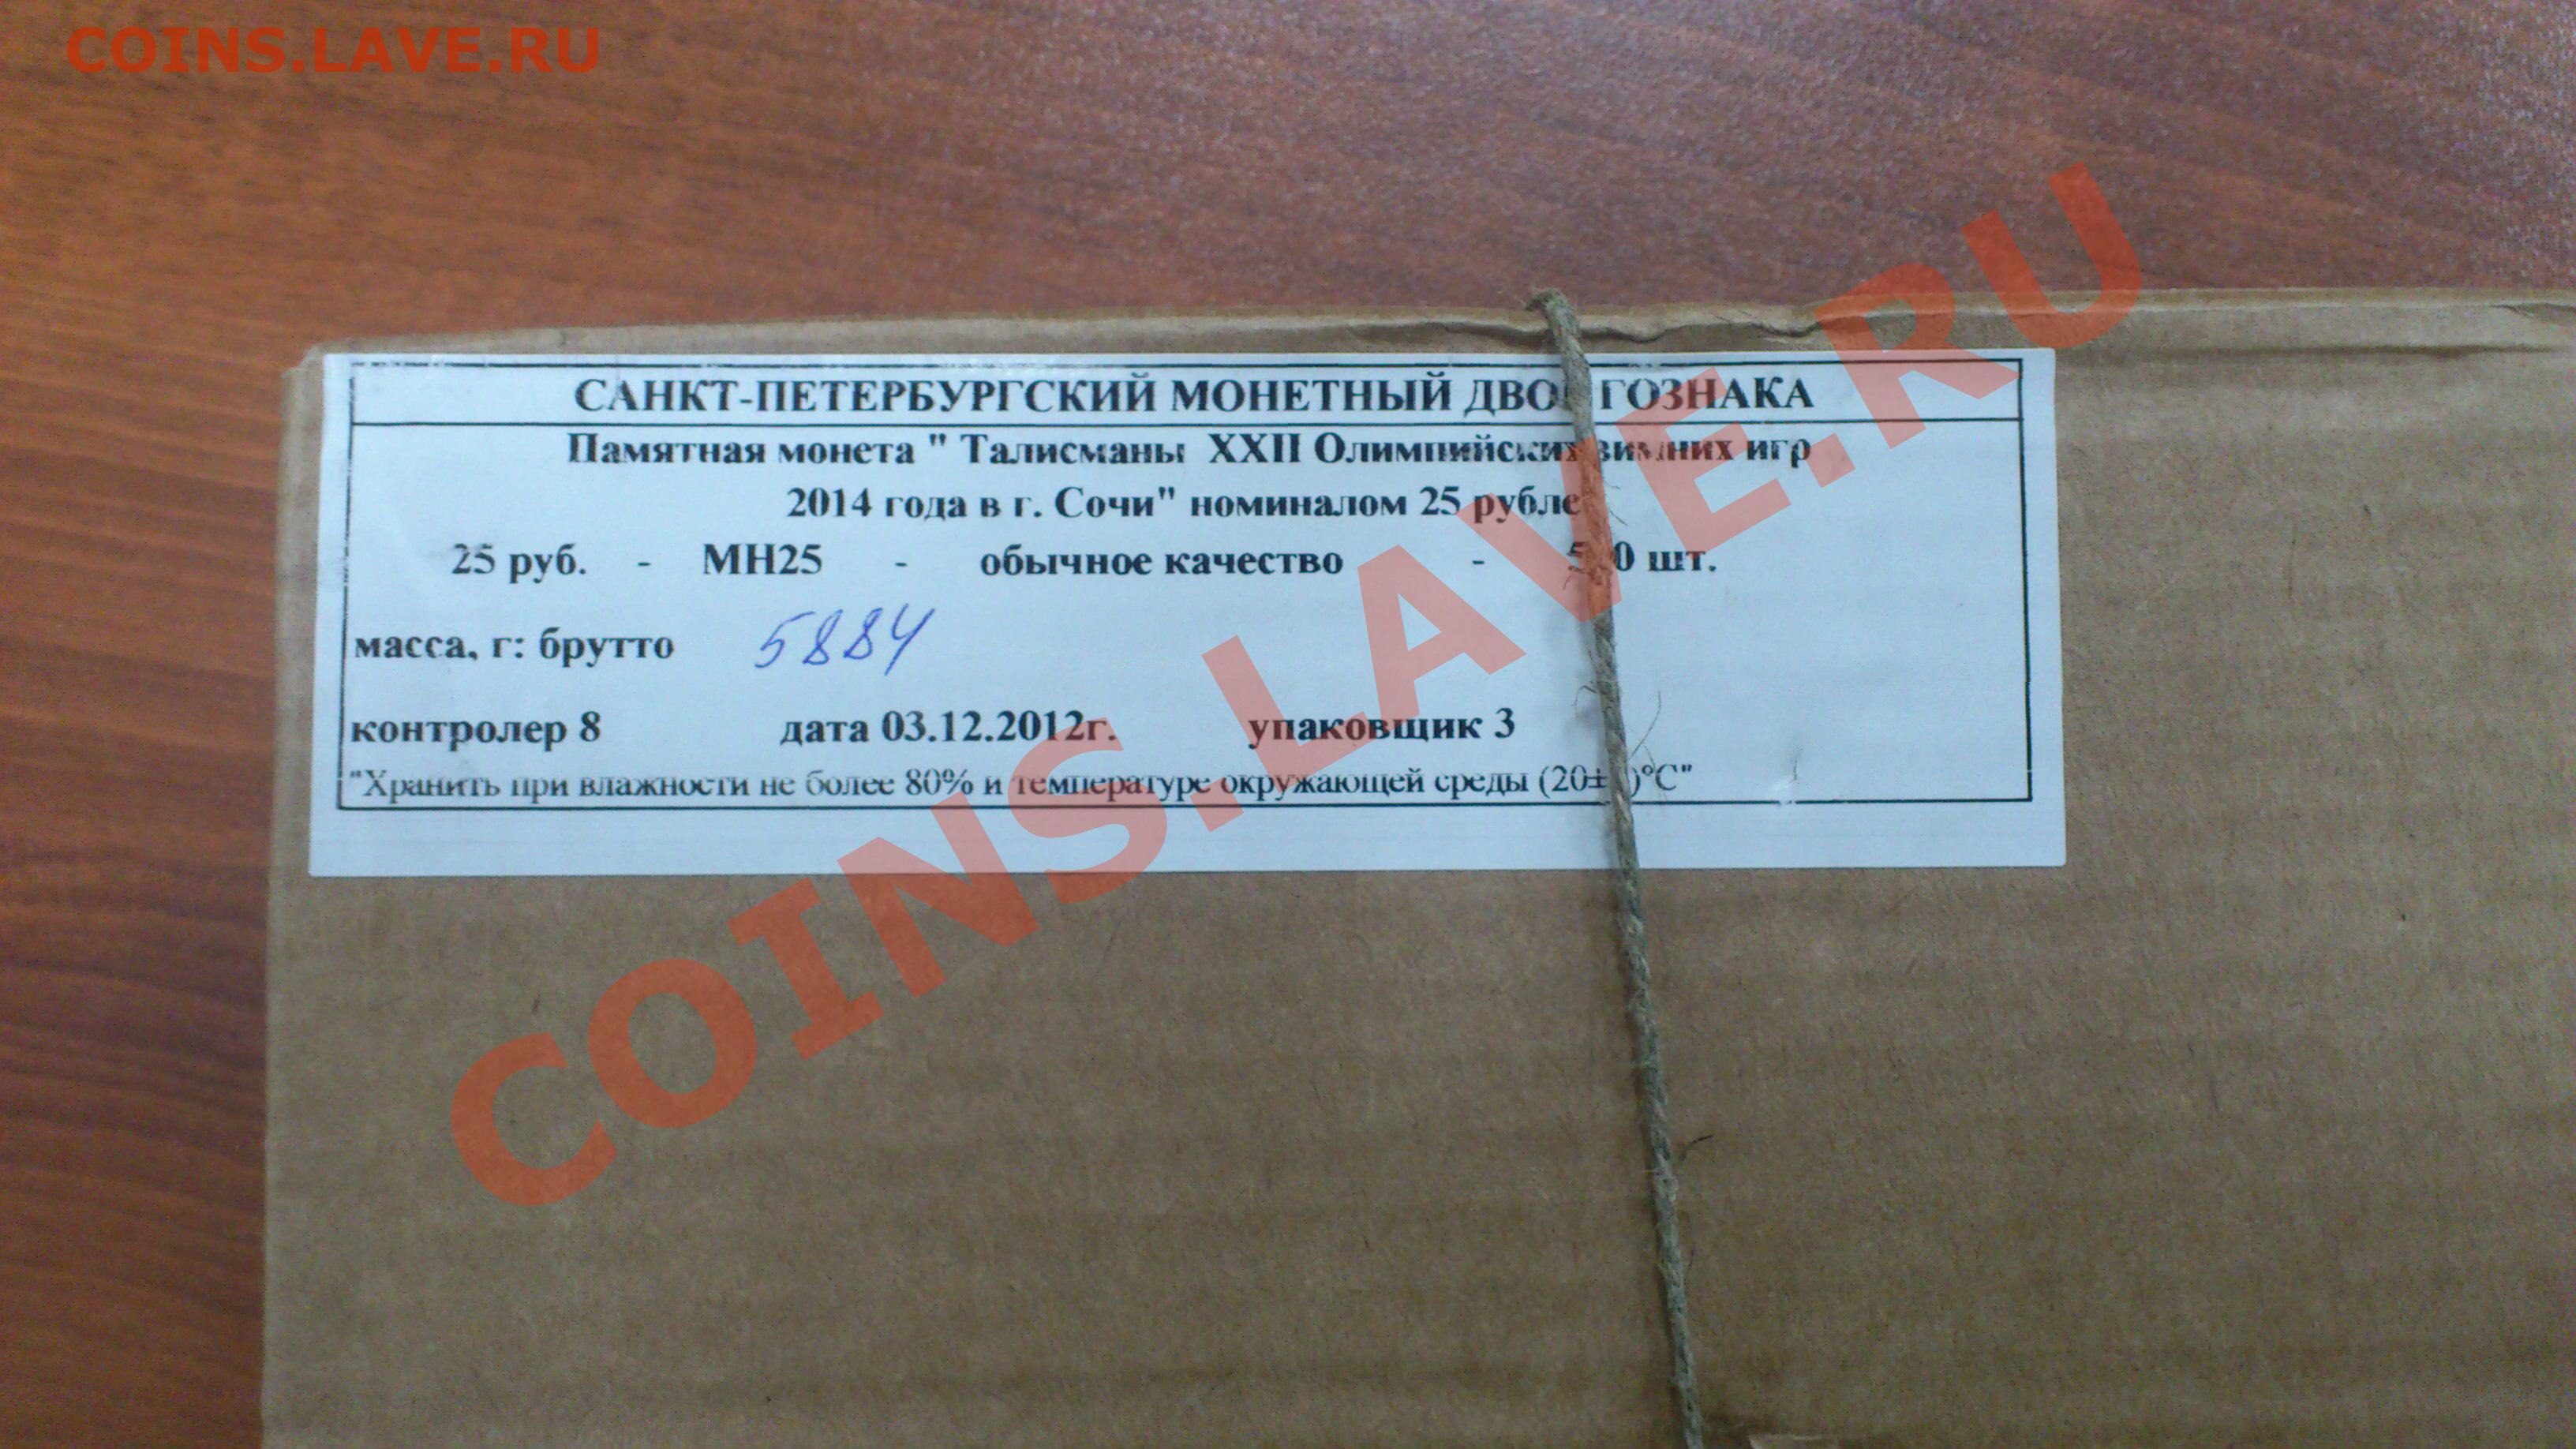 COINS.LAVE.RU
САНКТ-ПЕТЕРБУРГСКИЙ МОНЕТНЫЙ ГОЗНАКА
Памятная монета " Талисманы XXII Олимпийских зимних игр
2014 года в г. Сочи" номиналом 25
25 руб. - МН25 - обычное качество - шт.
масса, г: брутто 5884
контролер 8 дата 03.12.2012г. упаковщик 3
"Хранить при влажности не более 80% и температуре окружающей среды
COINS.LAVE.RU